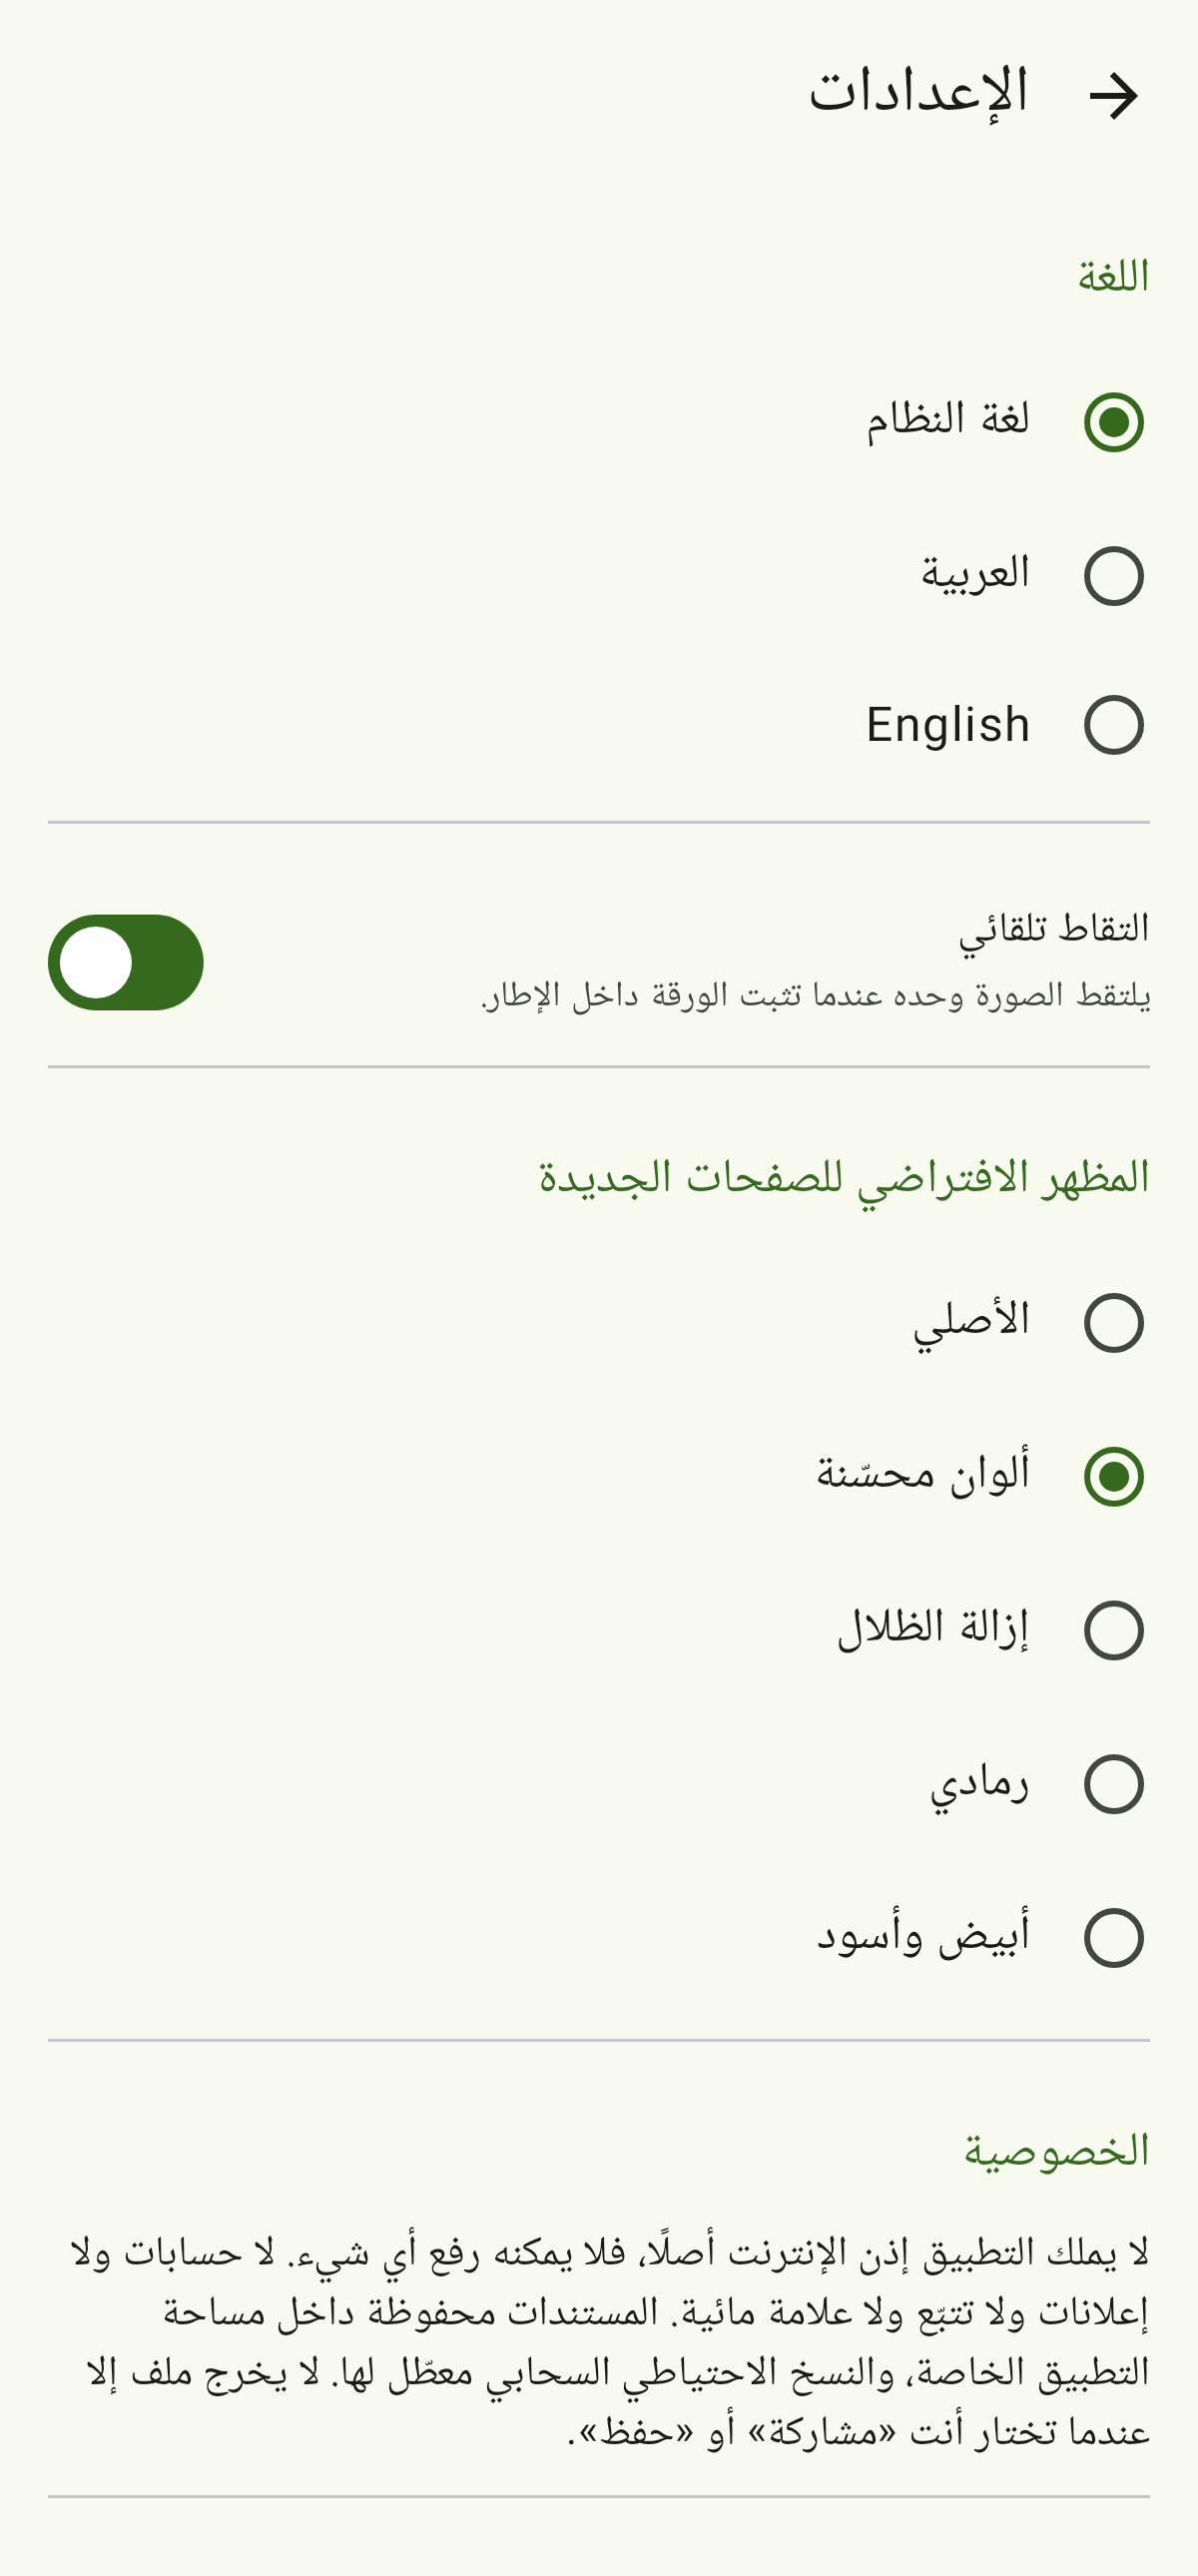 الإعدادات
اللغة
لغة النظام
العربية
English
التقاط تلقائي
يلتقط الصورة وحده عندما تثبت الورقة داخل الإطار.
المظهر الافتراضي للصفحات الجديدة
الأصلي
ألوان محسّنة
إزالة الظلال
رمادي
أبيض وأسود
الخصوصية
لا يملك التطبيق إذن الإنترنت أصلًا، فلا يمكنه رفع أي شيء. لا حسابات ولا
إعلانات ولا تتبّع ولا علامة مائية. المستندات محفوظة داخل مساحة
التطبيق الخاصة، والنسخ الاحتياطي السحابي معطّل لها. لا يخرج ملف إلا
عندما تختار أنت «مشاركة» أو «حفظ».